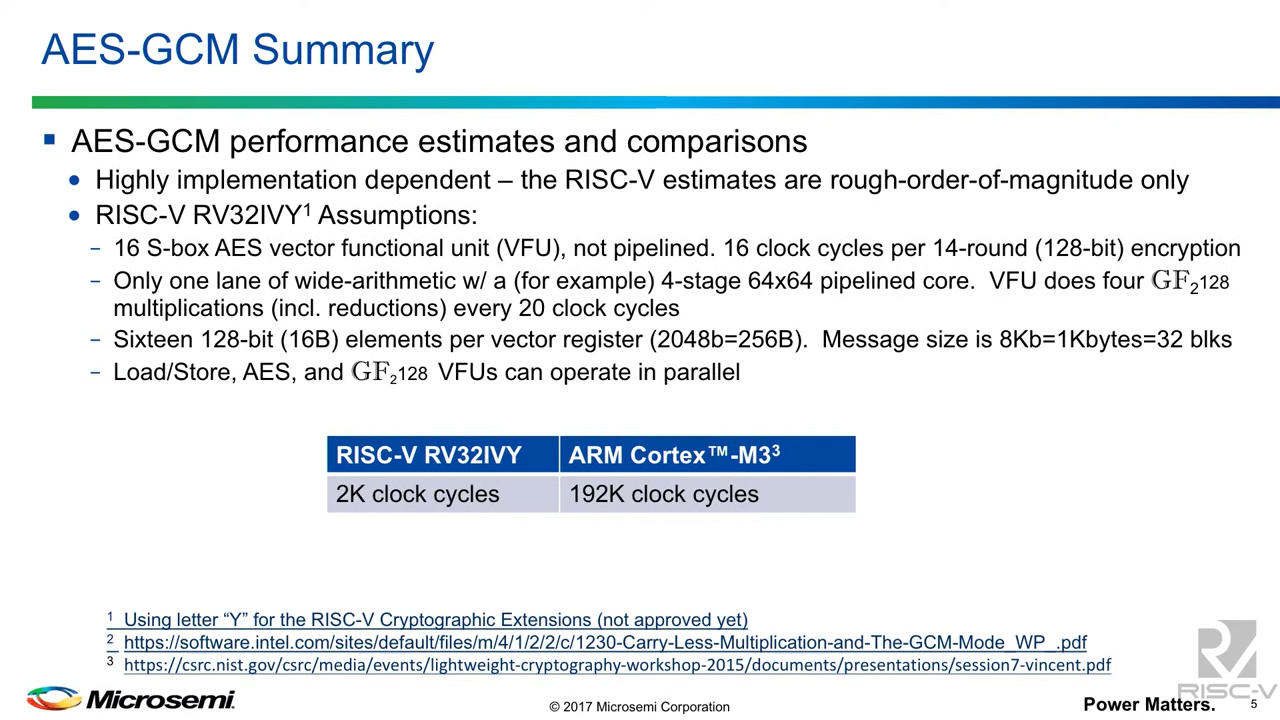 AES-GCM Summary
AES-GCM performance estimates and comparisons
Highly implementation dependent – the RISC-V estimates are rough-order-of-magnitude only
RISC-V RV32IVY¹ Assumptions:
16 S-box AES vector functional unit (VFU), not pipelined. 16 clock cycles per 14-round (128-bit) encryption
Only one lane of wide-arithmetic w/ a (for example) 4-stage 64x64 pipelined core. VFU does four 𝔾𝔽₂128
multiplications (incl. reductions) every 20 clock cycles
Sixteen 128-bit (16B) elements per vector register (2048b=256B). Message size is 8Kb=1Kbytes=32 blks
Load/Store, AES, and 𝔾𝔽₂128 VFUs can operate in parallel
RISC-V RV32IVY ARM Cortex™-M3³
2K clock cycles 192K clock cycles
¹ Using letter “Y” for the RISC-V Cryptographic Extensions (not approved yet)
² https://software.intel.com/sites/default/files/m/4/1/2/2/c/1230-Carry-Less-Multiplication-and-The-GCM-Mode_WP_.pdf
³ https://csrc.nist.gov/csrc/media/events/lightweight-cryptography-workshop-2015/documents/presentations/session7-vincent.pdf
Microsemi.
© 2017 Microsemi Corporation
Power Matters.
RISC-V
5